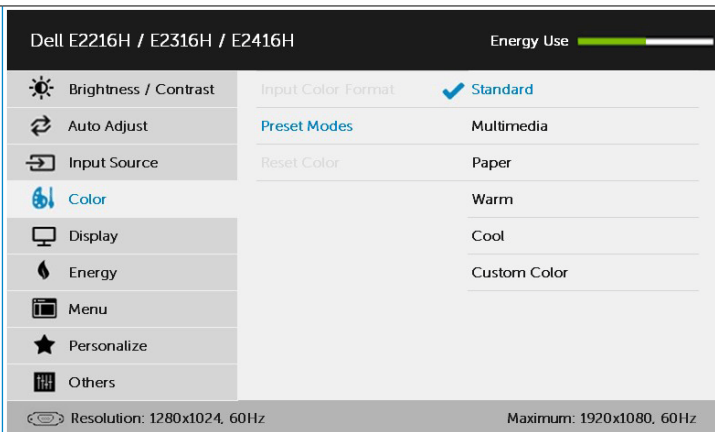 Dell E2216H / E2316H / E2416H Energy Use
Brightness / Contrast Input Color Format Standard
Auto Adjust Preset Modes Multimedia
Input Source Reset Color Paper
Color Warm
Display Cool
Energy Custom Color
Menu
Personalize
Others
Resolution: 1280x1024, 60Hz Maximum: 1920x1080, 60Hz